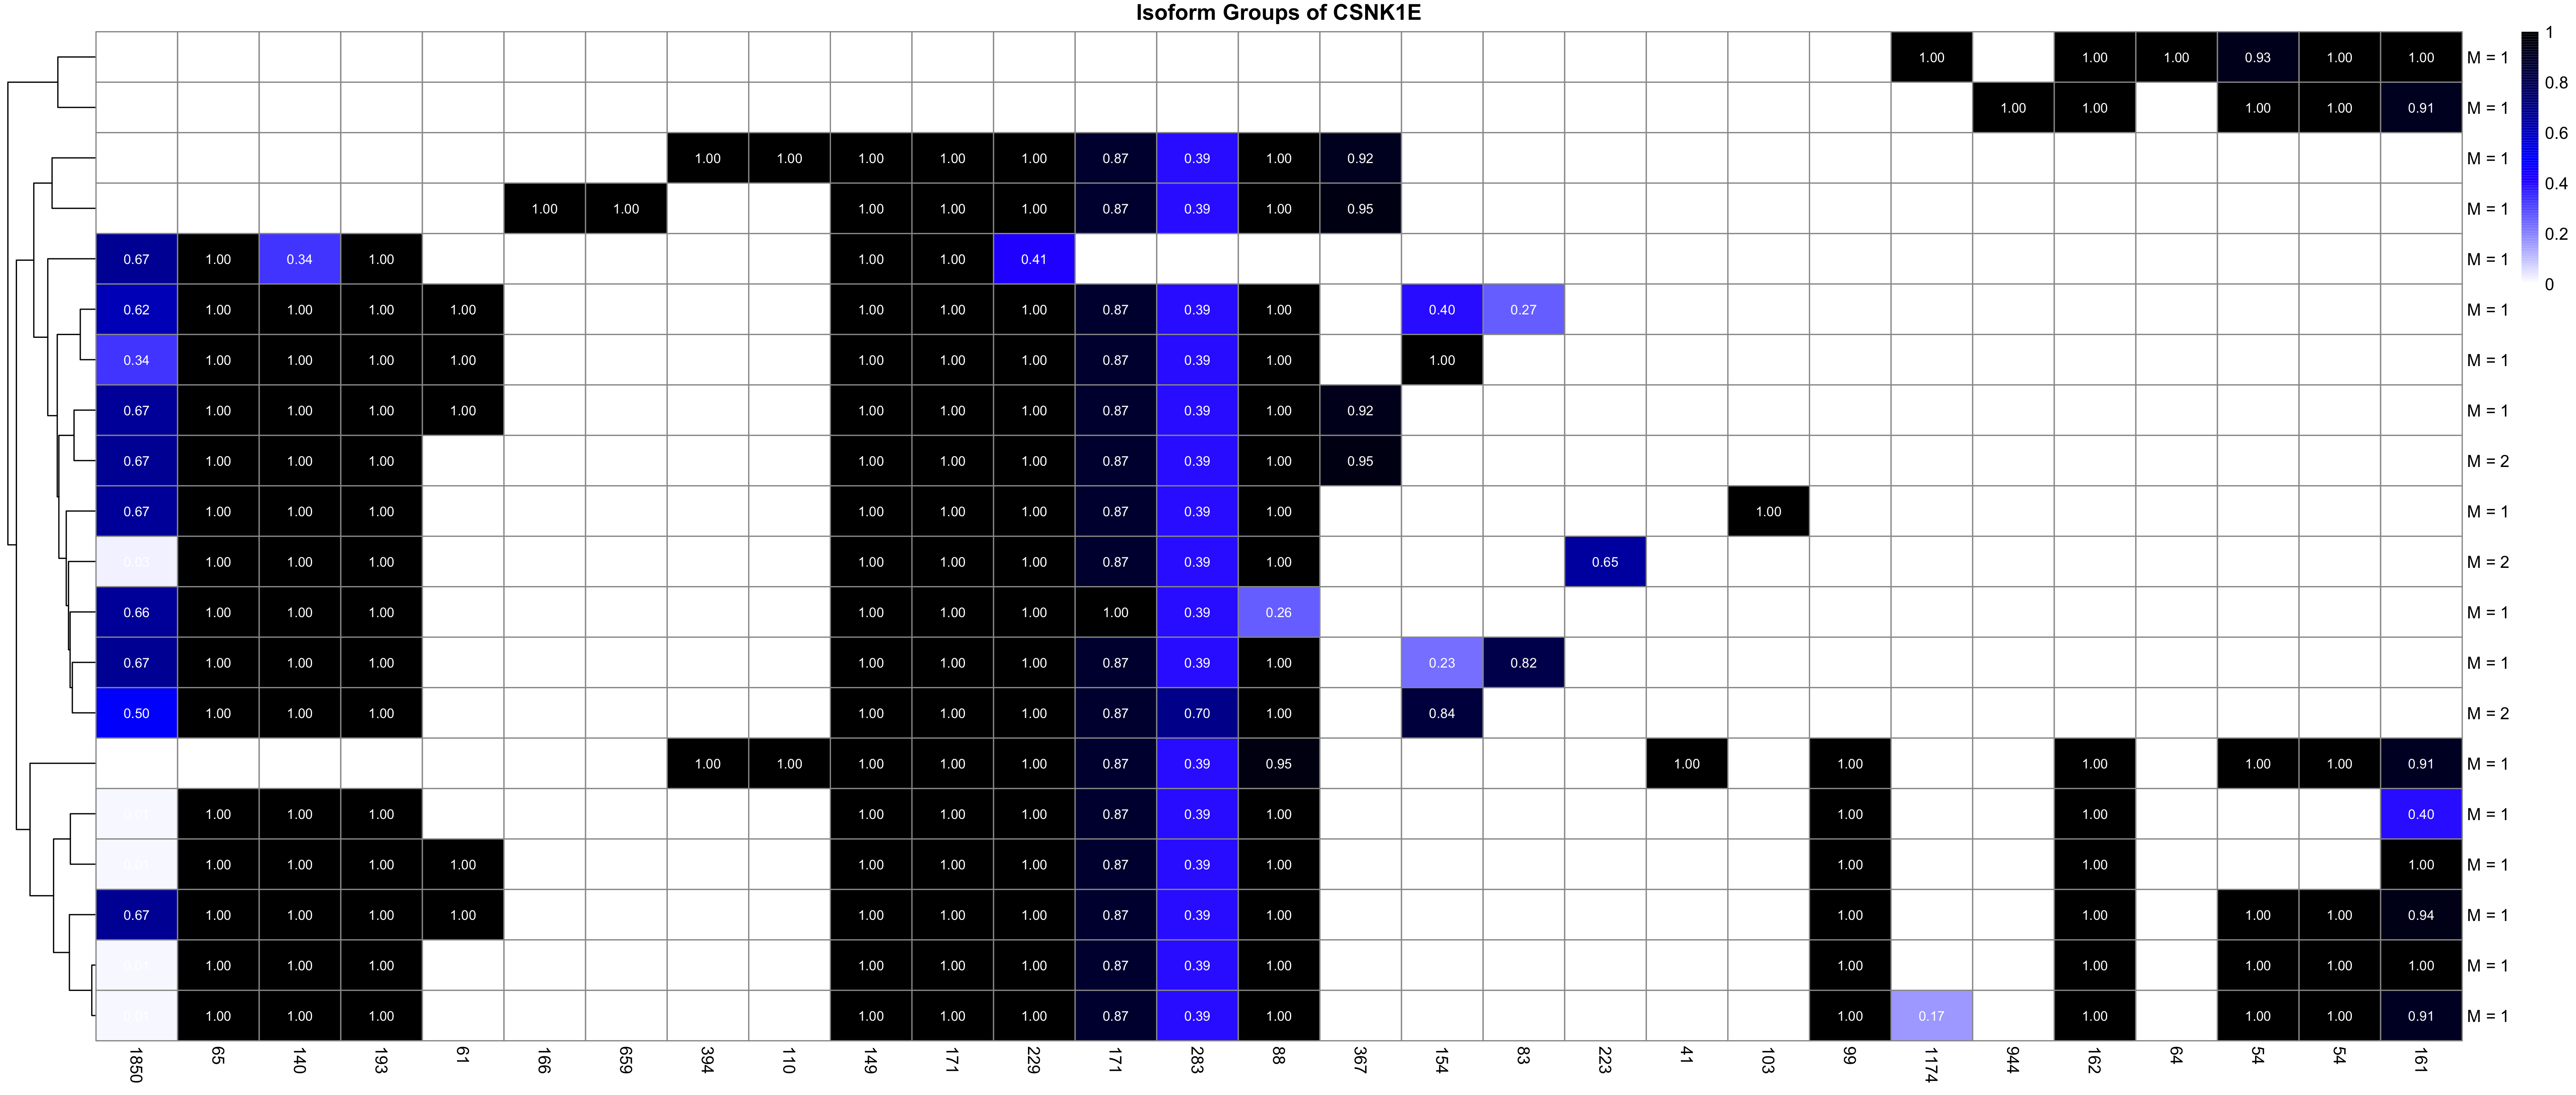 Isoform Groups of CSNK1E
1.00 1.00 1.00 0.93 1.00 1.00 M = 1
1.00 1.00 1.00 1.00 0.91 M = 1
1.00 1.00 1.00 1.00 1.00 0.87 0.39 1.00 0.92 M = 1
1.00 1.00 1.00 1.00 1.00 0.87 0.39 1.00 0.95 M = 1
0.67 1.00 0.34 1.00 1.00 1.00 0.41 M = 1
0.62 1.00 1.00 1.00 1.00 1.00 1.00 1.00 0.87 0.39 1.00 0.40 0.27 M = 1
0.34 1.00 1.00 1.00 1.00 1.00 1.00 1.00 0.87 0.39 1.00 1.00 M = 1
0.67 1.00 1.00 1.00 1.00 1.00 1.00 1.00 0.87 0.39 1.00 0.92 M = 1
0.67 1.00 1.00 1.00 1.00 1.00 1.00 0.87 0.39 1.00 0.95 M = 2
0.67 1.00 1.00 1.00 1.00 1.00 1.00 0.87 0.39 1.00 1.00 M = 1
0.03 1.00 1.00 1.00 1.00 1.00 1.00 0.87 0.39 1.00 0.65 M = 2
0.66 1.00 1.00 1.00 1.00 1.00 1.00 1.00 0.39 0.26 M = 1
0.67 1.00 1.00 1.00 1.00 1.00 1.00 0.87 0.39 1.00 0.23 0.82 M = 1
0.50 1.00 1.00 1.00 1.00 1.00 1.00 0.87 0.70 1.00 0.84 M = 2
1.00 1.00 1.00 1.00 1.00 0.87 0.39 0.95 1.00 1.00 1.00 1.00 1.00 0.91 M = 1
0.01 1.00 1.00 1.00 1.00 1.00 1.00 0.87 0.39 1.00 1.00 1.00 0.40 M = 1
0.01 1.00 1.00 1.00 1.00 1.00 1.00 1.00 0.87 0.39 1.00 1.00 1.00 1.00 M = 1
0.67 1.00 1.00 1.00 1.00 1.00 1.00 1.00 0.87 0.39 1.00 1.00 1.00 1.00 1.00 0.94 M = 1
0.01 1.00 1.00 1.00 1.00 1.00 1.00 0.87 0.39 1.00 1.00 1.00 1.00 1.00 1.00 M = 1
0.01 1.00 1.00 1.00 1.00 1.00 1.00 0.87 0.39 1.00 1.00 0.17 1.00 1.00 1.00 0.91 M = 1
1850 65 140 193 61 166 659 394 110 149 171 229 171 283 88 367 154 83 223 41 103 99 1174 944 162 64 54 54 161
1
0.8
0.6
0.4
0.2
0